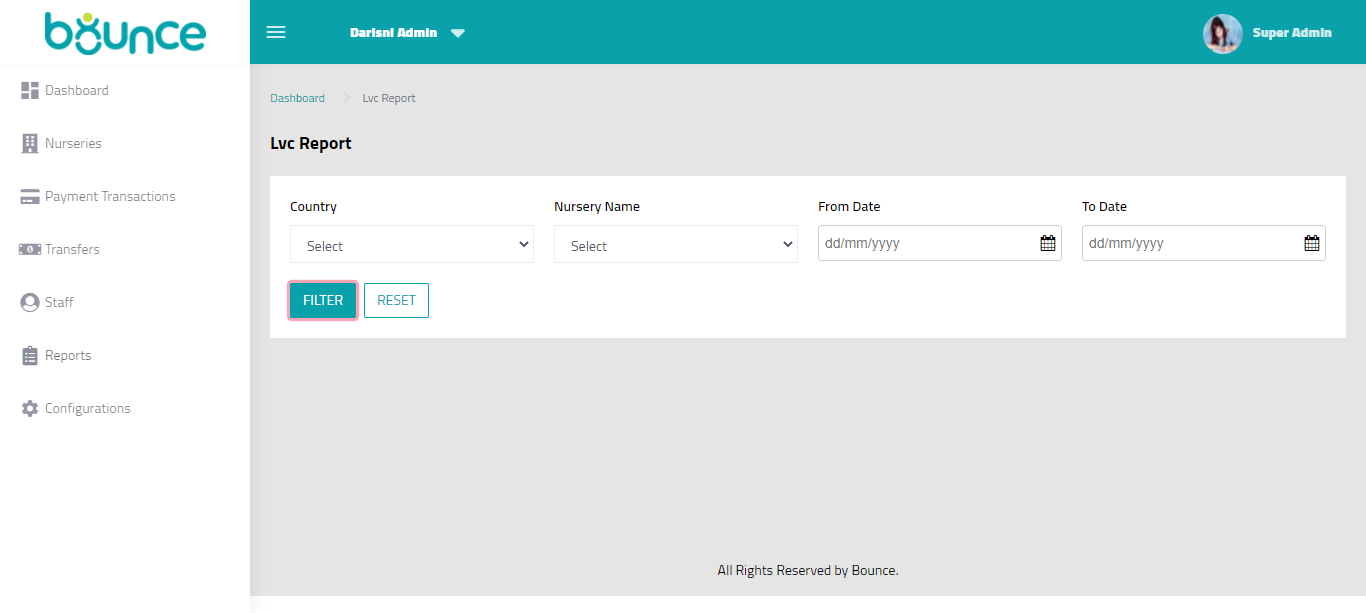 bounce
Darisni Admin
Super Admin
Dashboard
Nurseries
Payment Transactions
Transfers
Staff
Reports
Configurations
Dashboard Lvc Report
Lvc Report
Country Nursery Name From Date To Date
Select Select dd/mm/yyyy dd/mm/yyyy
FILTER RESET
All Rights Reserved by Bounce.